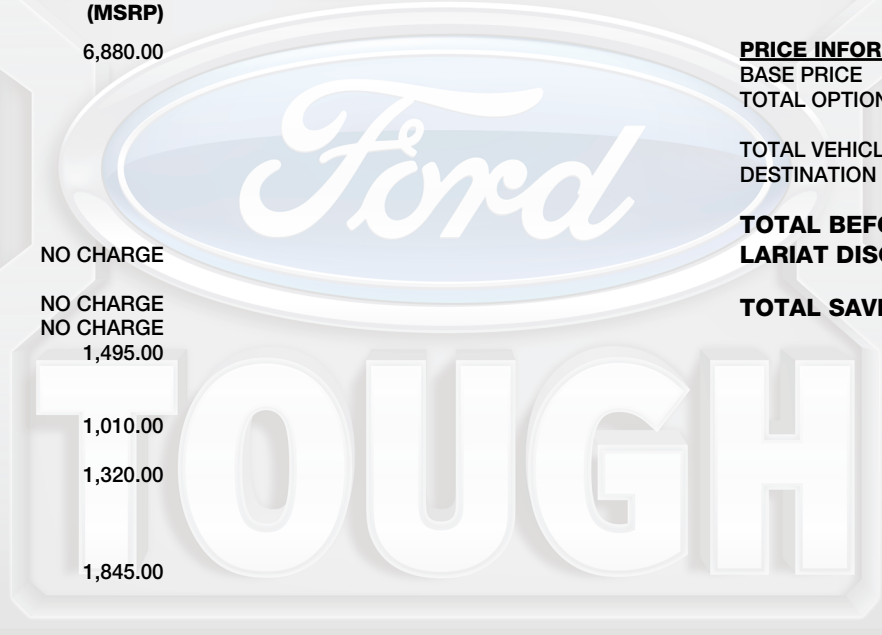 (MSRP)
6,880.00
NO CHARGE
NO CHARGE
NO CHARGE
1,495.00
1,010.00
1,320.00
1,845.00
PRICE INFOR
BASE PRICE
TOTAL OPTION
TOTAL VEHICL
DESTINATION
TOTAL BEFO
LARIAT DISC
TOTAL SAVI
Ford
TOUGH